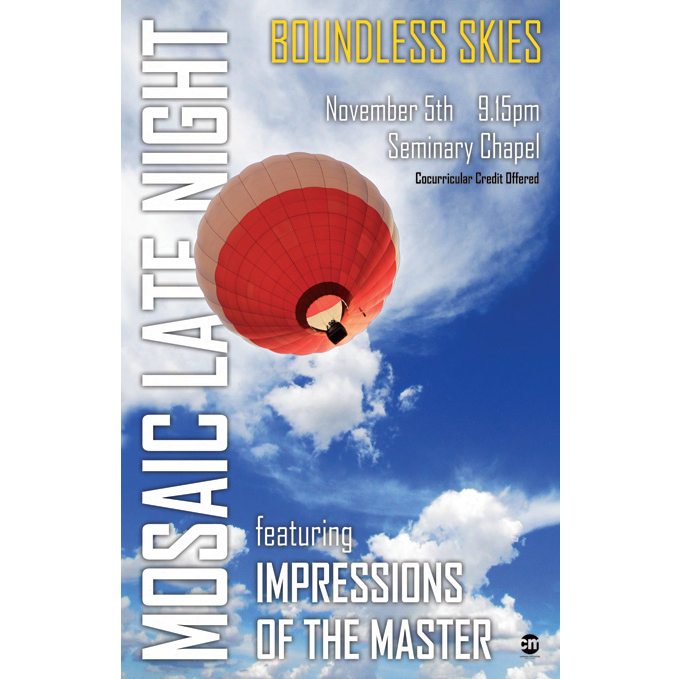 MOSAIC LATE NIGHT
BOUNDLESS SKIES
November 5th 9.15pm
Seminary Chapel
Cocurricular Credit Offered
featuring
IMPRESSIONS
OF THE MASTER
cm